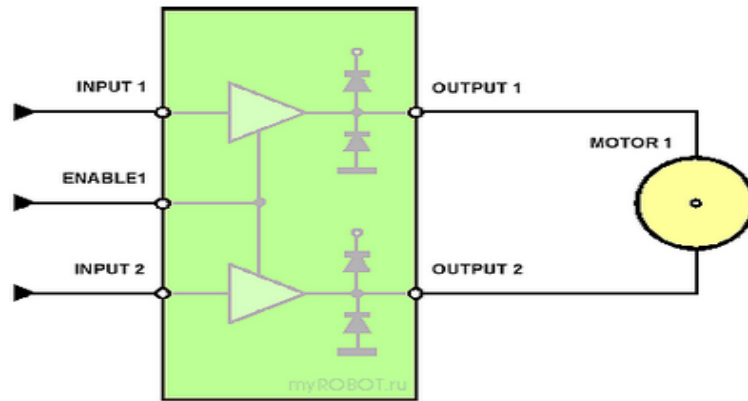 INPUT 1
OUTPUT 1
MOTOR 1
ENABLE1
INPUT 2
OUTPUT 2
myROBOT.ru